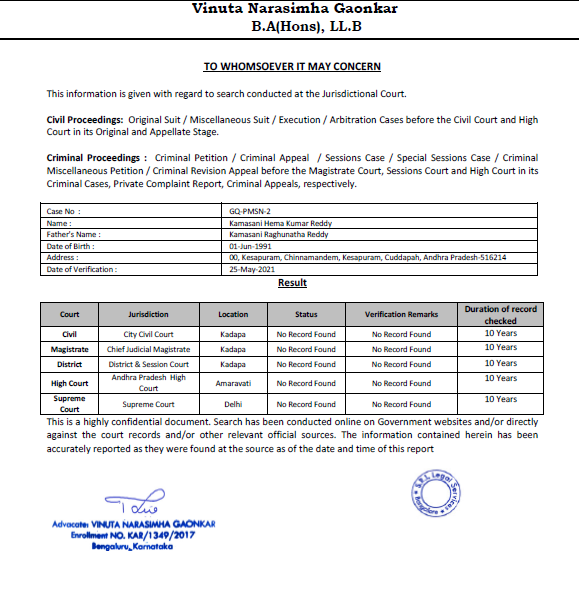 Vinuta Narasimha Gaonkar
B.A(Hons), LL.B
TO WHOMSOEVER IT MAY CONCERN
This information is given with regard to search conducted at the Jurisdictional Court.
Civil Proceedings: Original Suit / Miscellaneous Suit / Execution / Arbitration Cases before the Civil Court and High
Court in its Original and Appellate Stage.
Criminal Proceedings : Criminal Petition / Criminal Appeal / Sessions Case / Special Sessions Case / Criminal
Miscellaneous Petition / Criminal Revision Appeal before the Magistrate Court, Sessions Court and High Court in its
Criminal Cases, Private Complaint Report, Criminal Appeals, respectively.
Case No : GQ-PMSN-2
Name : Kamasani Hema Kumar Reddy
Father's Name : Kamasani Raghunatha Reddy
Date of Birth : 01-Jun-1991
Address : 00, Kesapuram, Chinnamandem, Kesapuram, Cuddapah, Andhra Pradesh-516214
Date of Verification : 25-May-2021
Result
Court Jurisdiction Location Status Verification Remarks Duration of record checked
Civil City Civil Court Kadapa No Record Found No Record Found 10 Years
Magistrate Chief Judicial Magistrate Kadapa No Record Found No Record Found 10 Years
District District & Session Court Kadapa No Record Found No Record Found 10 Years
High Court Andhra Pradesh High Court Amaravati No Record Found No Record Found 10 Years
Supreme Court Supreme Court Delhi No Record Found No Record Found 10 Years
This is a highly confidential document. Search has been conducted online on Government websites and/or directly
against the court records and/or other relevant official sources. The information contained herein has been
accurately reported as they were found at the source as of the date and time of this report
Advocate: VINUTA NARASIMHA GAONKAR
Enrollment NO. KAR/1349/2017
Bengaluru, Karnataka
Legal Services
Bangalore